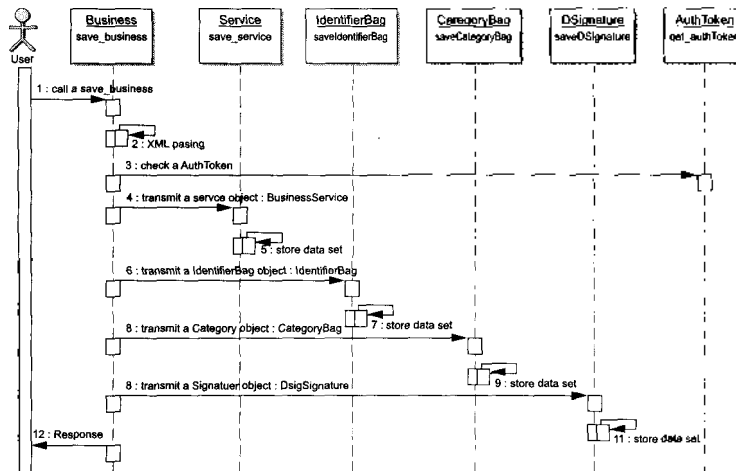 Business
save_business
Service
save_service
IdentifierBag
saveIdentifierBag
CaregoryBag
saveCategoryBag
DSignature
saveDSignature
AuthToken
get_authToken
User
1 : call a save_business
2 : XML pasing
3 : check a AuthToken
4 : transmit a servce object : BusinessService
5 : store data set
6 : transmit a IdentifierBag object : IdentifierBag
7 : store data set
8 : transmit a Category object : CategoryBag
9 : store data set
8 : transmit a Signatuer object : DsigSignature
11 : store data set
12 : Response